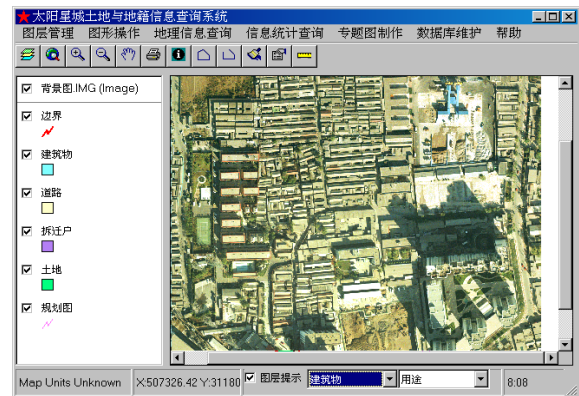 太阳星城土地与地籍信息查询系统
图层管理 图形操作 地理信息查询 信息统计查询 专题图制作 数据库维护 帮助
背景图.IMG (Image)
边界
建筑物
道路
拆迁户
土地
规划图
Map Units Unknown X:507326.42 Y:31180 图层提示 建筑物 用途 8:08